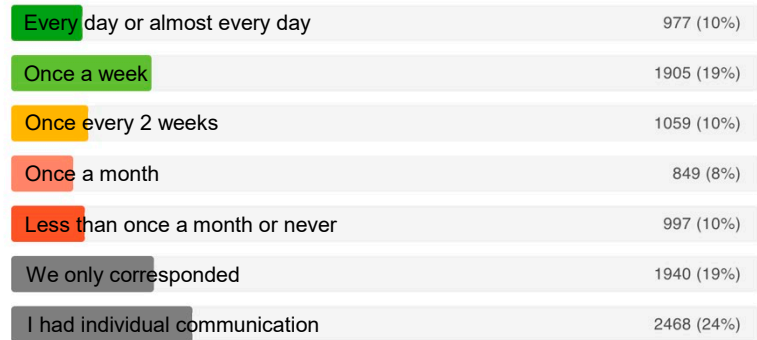 Every day or almost every day 977 (10%)
Once a week 1905 (19%)
Once every 2 weeks 1059 (10%)
Once a month 849 (8%)
Less than once a month or never 997 (10%)
We only corresponded 1940 (19%)
I had individual communication 2468 (24%)